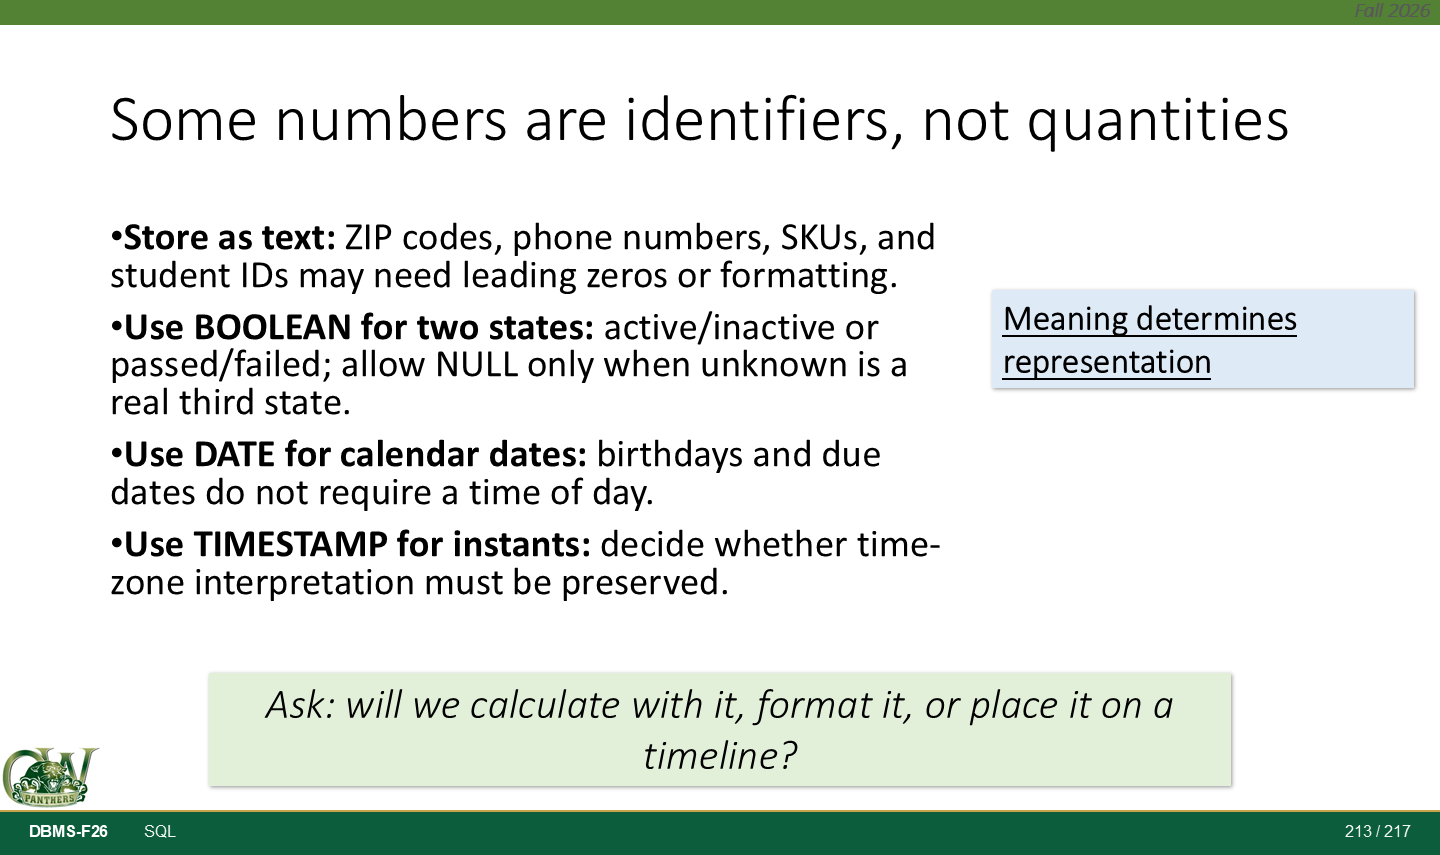 Fall 2026
Some numbers are identifiers, not quantities
•Store as text: ZIP codes, phone numbers, SKUs, and
student IDs may need leading zeros or formatting.
•Use BOOLEAN for two states: active/inactive or
passed/failed; allow NULL only when unknown is a
real third state.
•Use DATE for calendar dates: birthdays and due
dates do not require a time of day.
•Use TIMESTAMP for instants: decide whether time-
zone interpretation must be preserved.
Meaning determines
representation
Ask: will we calculate with it, format it, or place it on a
timeline?
OW
PANTHERS
DBMS-F26 SQL 213 / 217